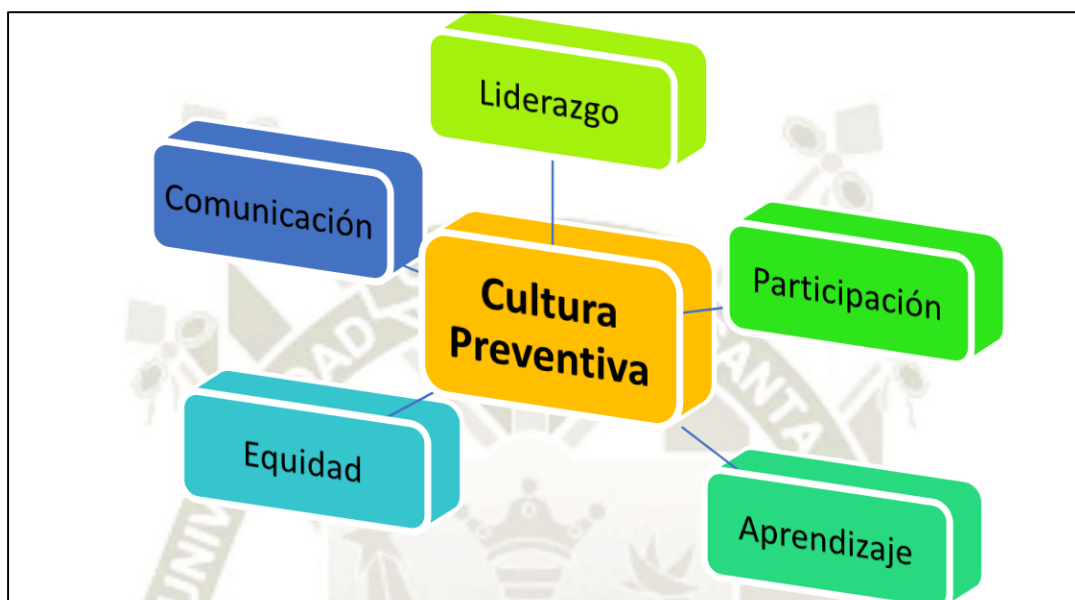 Liderazgo
Comunicación
Participación
Cultura
Preventiva
Equidad
Aprendizaje